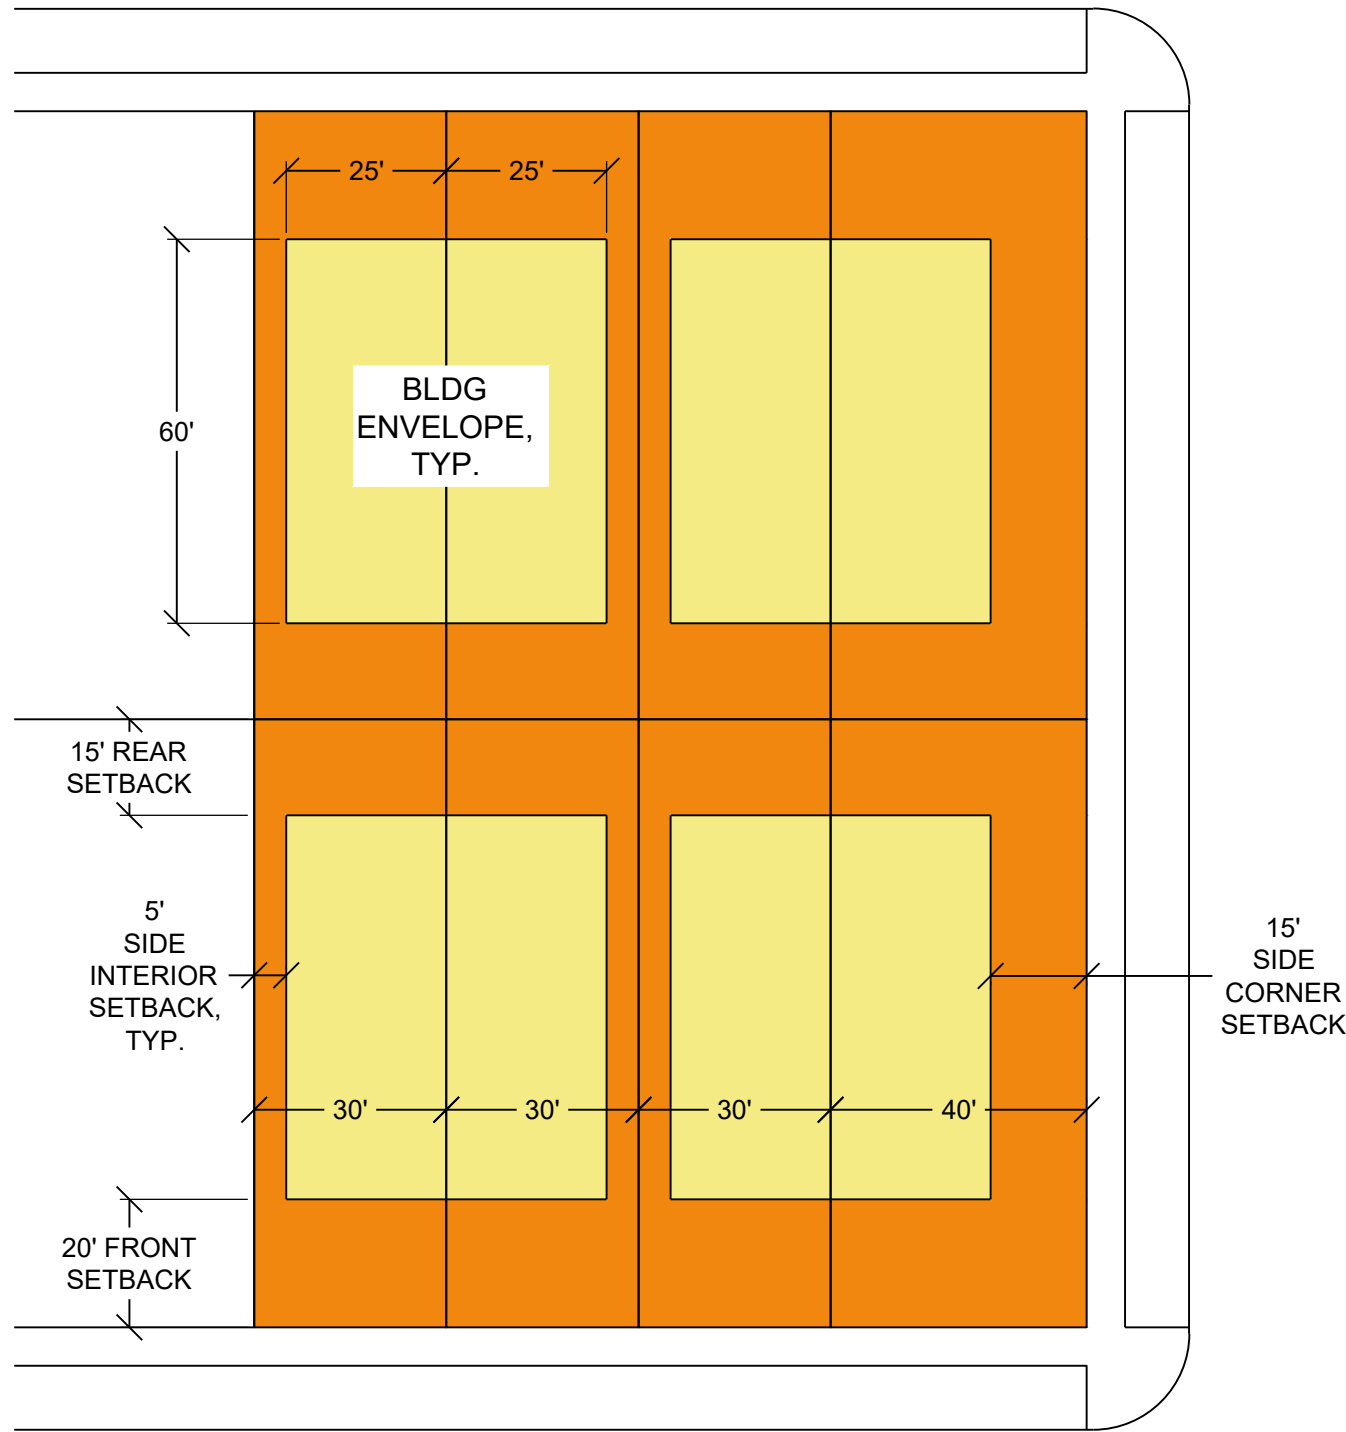 25'
25'
BLDG
ENVELOPE,
TYP.
60'
15' REAR
SETBACK
5'
SIDE
INTERIOR
SETBACK,
TYP.
15'
SIDE
CORNER
SETBACK
30'
30'
30'
40'
20' FRONT
SETBACK